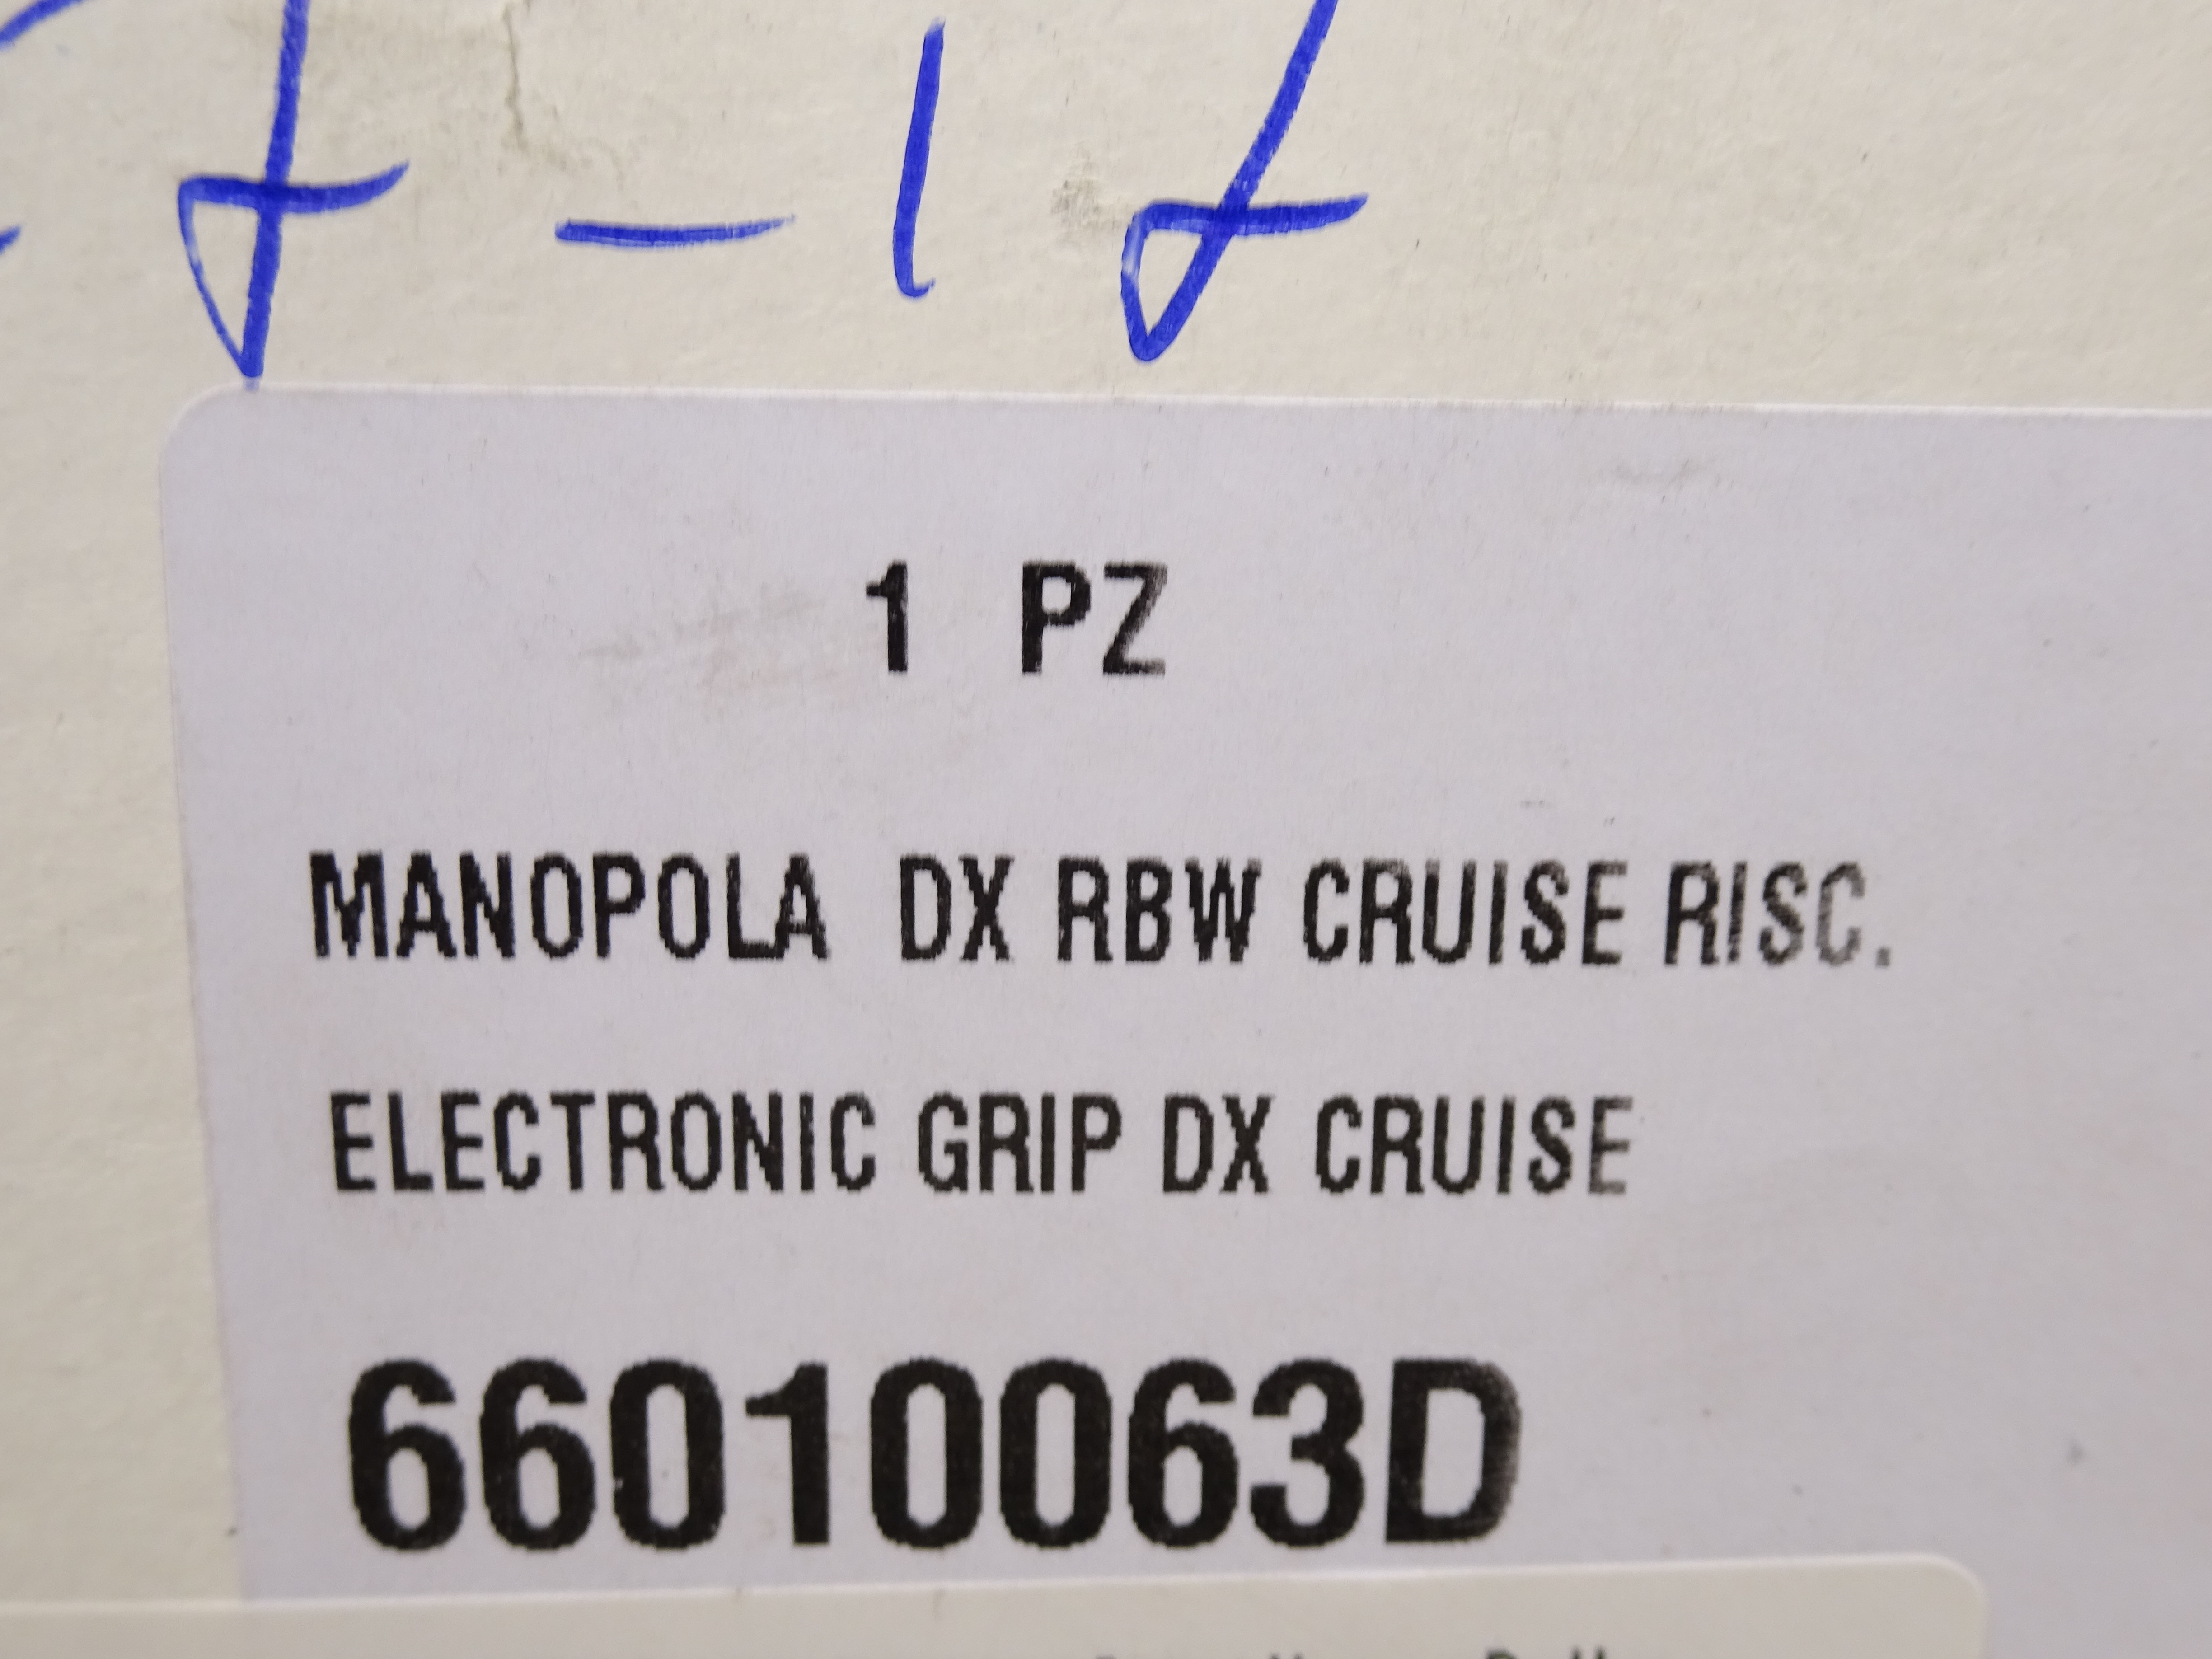 1 PZ
MANOPOLA DX RBW CRUISE RISC.
ELECTRONIC GRIP DX CRUISE
66010063D